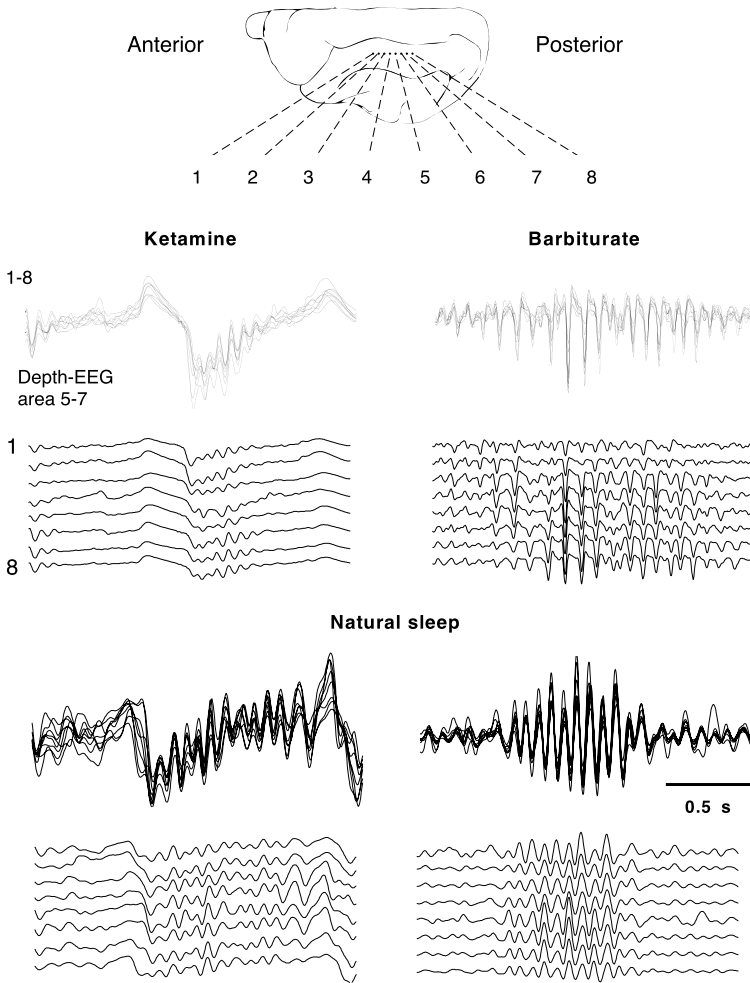 Anterior Posterior
1 2 3 4 5 6 7 8
Ketamine Barbiturate
1-8
Depth-EEG
area 5-7
1
8
Natural sleep
0.5 s